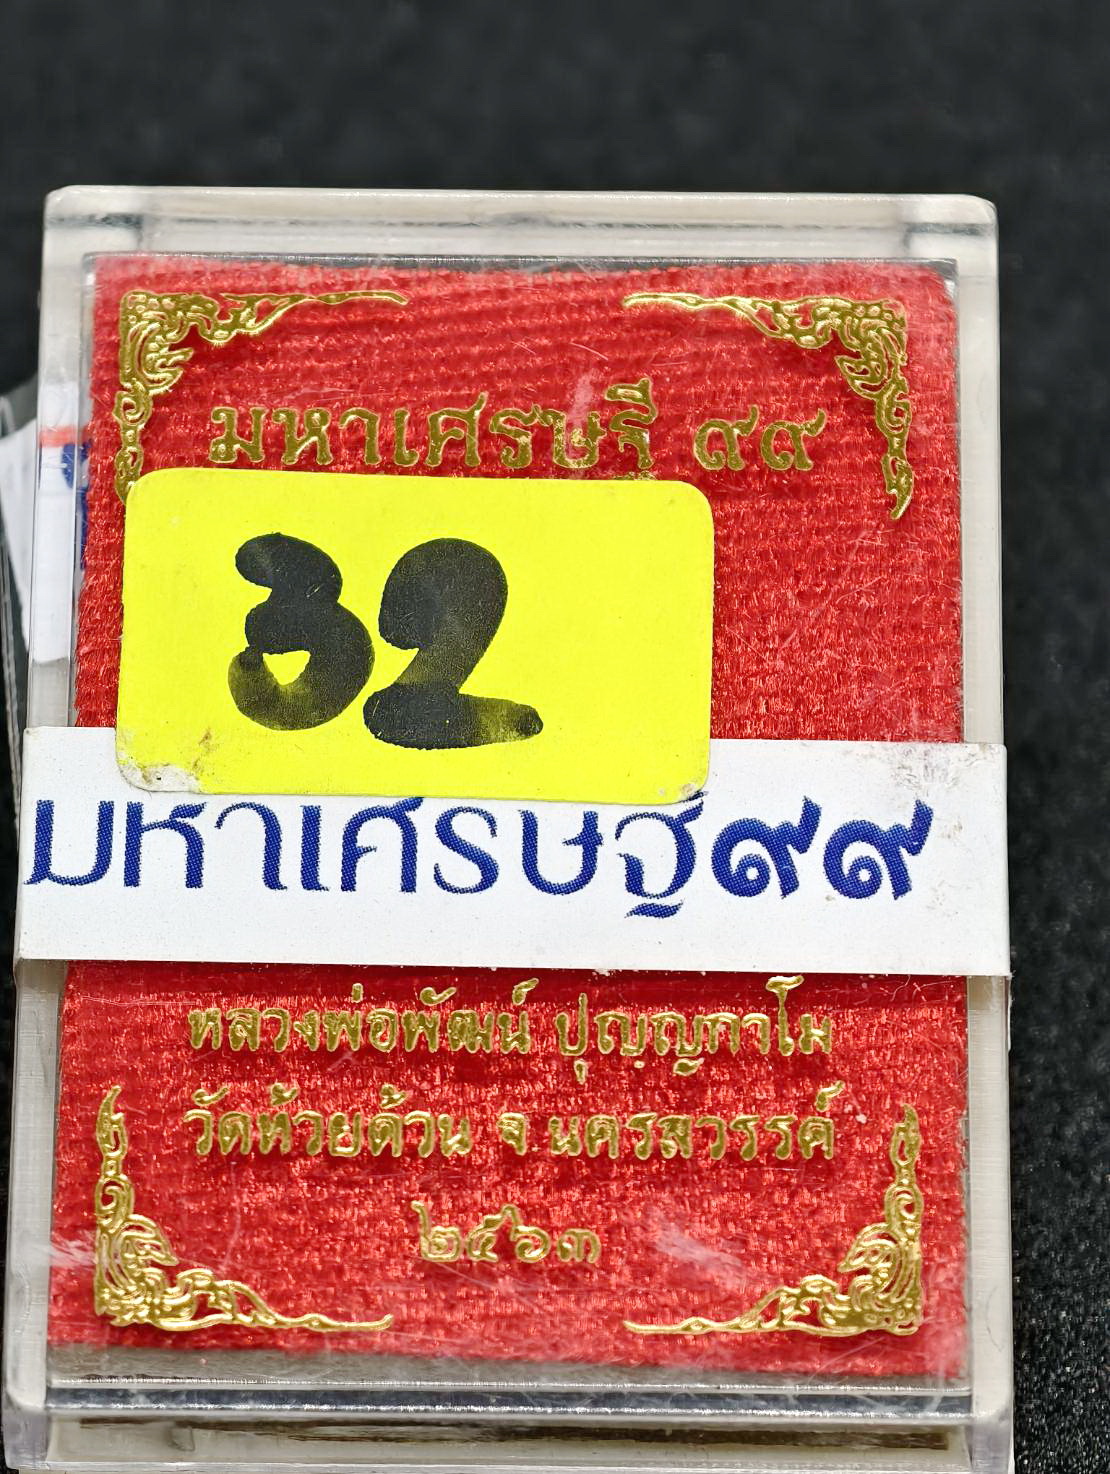 มหาเศรษฐี ๙๙
32
มหาเศรษฐ๙๙
หลวงพ่อพัฒน์ ปุญญกาโม
วัดห้วยด้วน จ.นครสวรรค์
๒๕๖๓